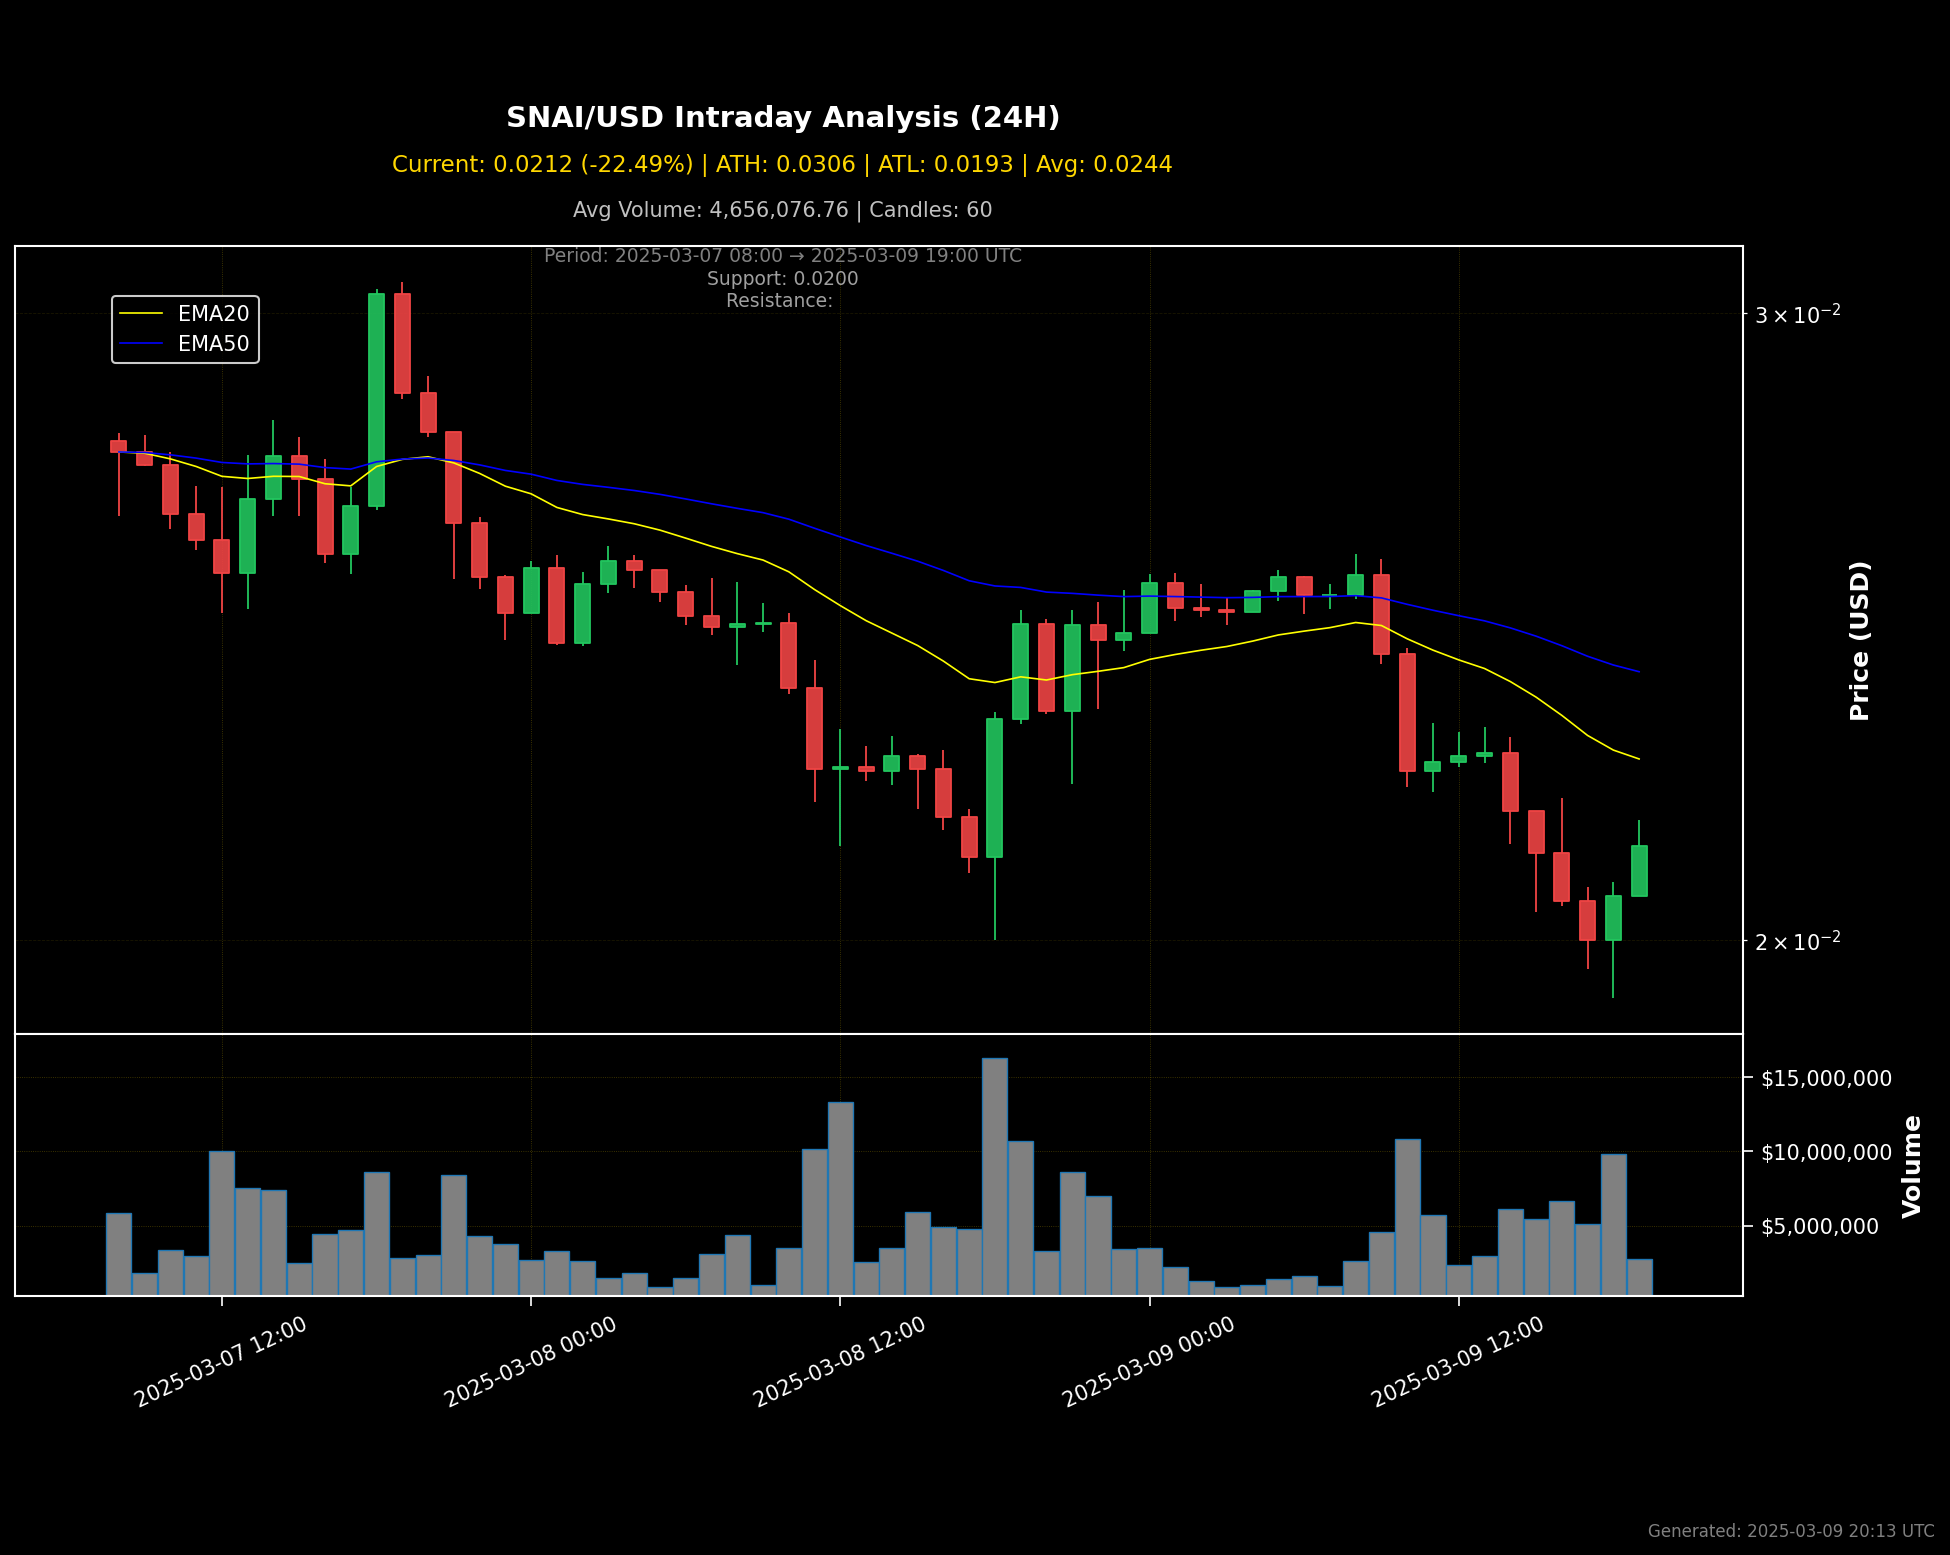 SNAI/USD Intraday Analysis (24H)
Current: 0.0212 (-22.49%) | ATH: 0.0306 | ATL: 0.0193 | Avg: 0.0244
Avg Volume: 4,656,076.76 | Candles: 60
Period: 2025-03-07 08:00 → 2025-03-09 19:00 UTC
Support: 0.0200
Resistance:
EMA20
EMA50
3 × 10⁻²
2 × 10⁻²
Price (USD)
$15,000,000
$10,000,000
$5,000,000
Volume
2025-03-07 12:00
2025-03-08 00:00
2025-03-08 12:00
2025-03-09 00:00
2025-03-09 12:00
Generated: 2025-03-09 20:13 UTC